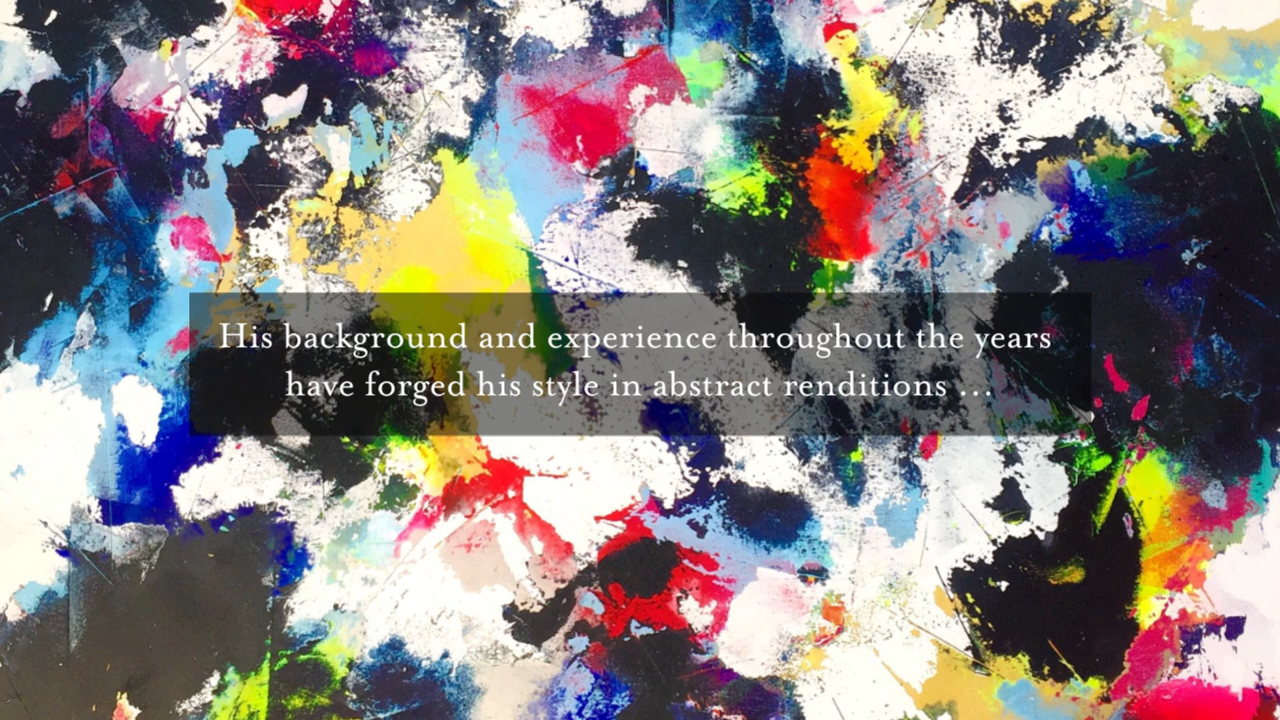 His background and experience throughout the years
have forged his style in abstract renditions ...